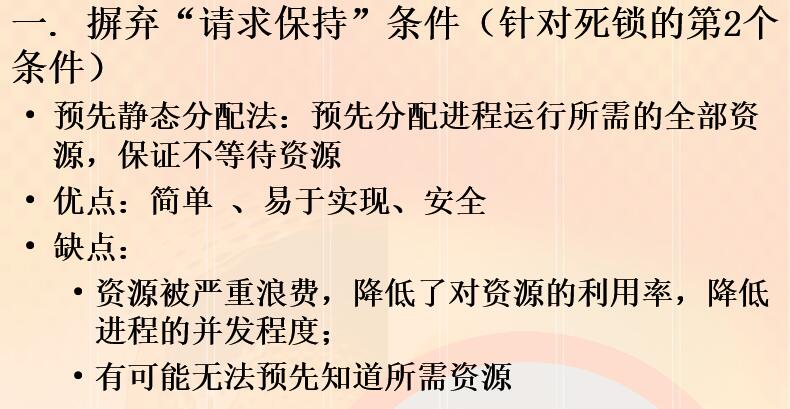 一. 摒弃“请求保持”条件（针对死锁的第2个
条件）
• 预先静态分配法：预先分配进程运行所需的全部资
源，保证不等待资源
• 优点：简单 、易于实现、安全
• 缺点：
• 资源被严重浪费，降低了对资源的利用率，降低
进程的并发程度；
• 有可能无法预先知道所需资源